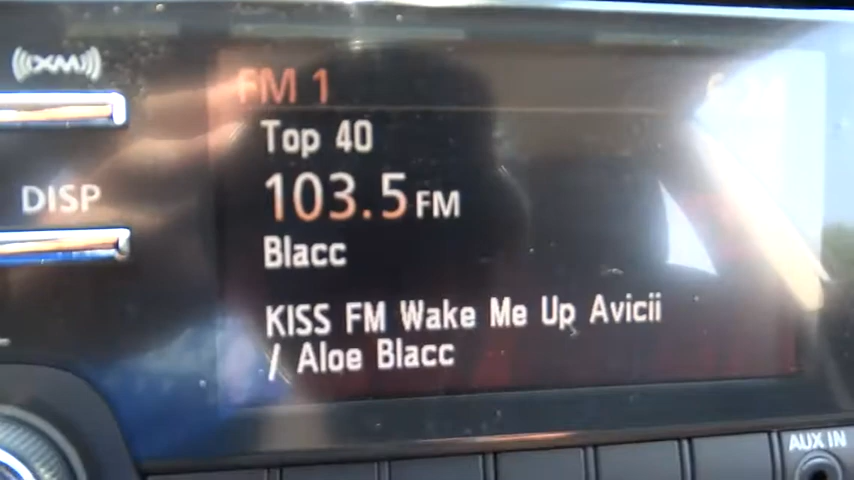 ((XM))
FM 1
Top 40
DISP
103.5 FM
Blacc
KISS FM Wake Me Up Avicii
/ Aloe Blacc
AUX IN